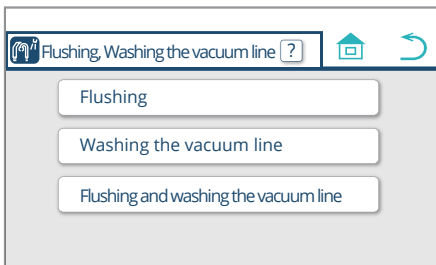 Flushing, Washing the vacuum line ?
Flushing
Washing the vacuum line
Flushing and washing the vacuum line